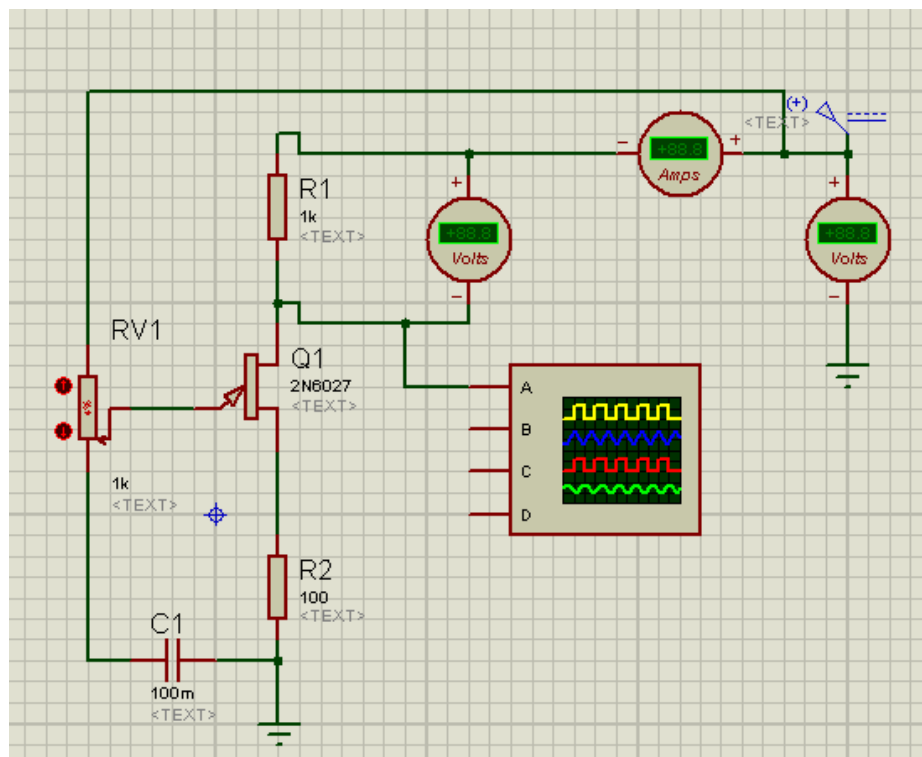 (+)
<TEXT>
− +88.8 +
Amps
R1
1k
<TEXT>
+
+88.8
Volts
−
+
+88.8
Volts
−
RV1
4%
1k
<TEXT>
Q1
2N6027
<TEXT>
A
B
C
D
R2
100
<TEXT>
C1
100m
<TEXT>